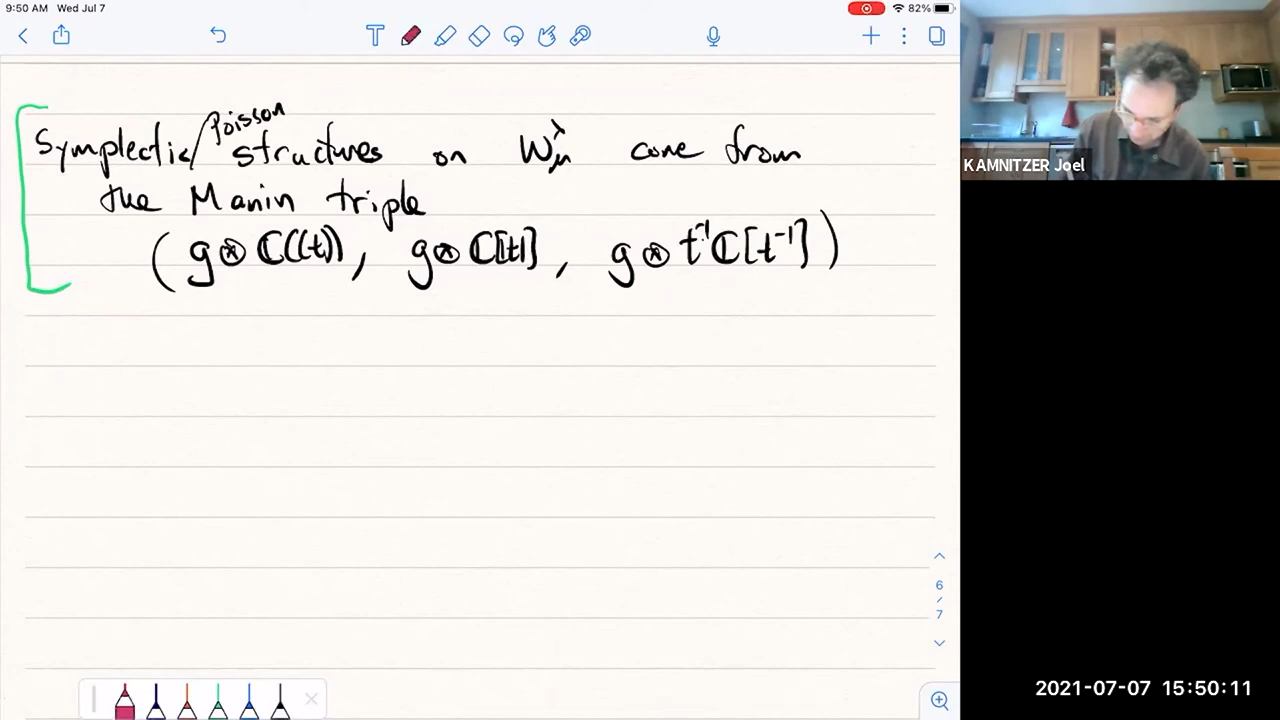 9:50 AM Wed Jul 7
82%
Symplectic/Poisson structures on W^λ_μ come from
the Manin triple
(g⊗ℂ((t)), g⊗ℂ[[t]], g⊗t⁻¹ℂ[t⁻¹])
KAMNITZER Joel
6
/
7
2021-07-07 15:50:11